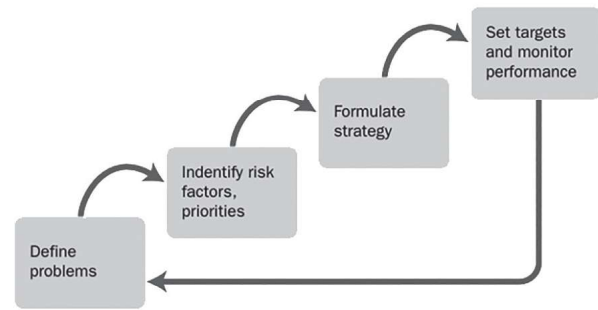 Set targets
and monitor
performance
Formulate
strategy
Indentify risk
factors,
priorities
Define
problems